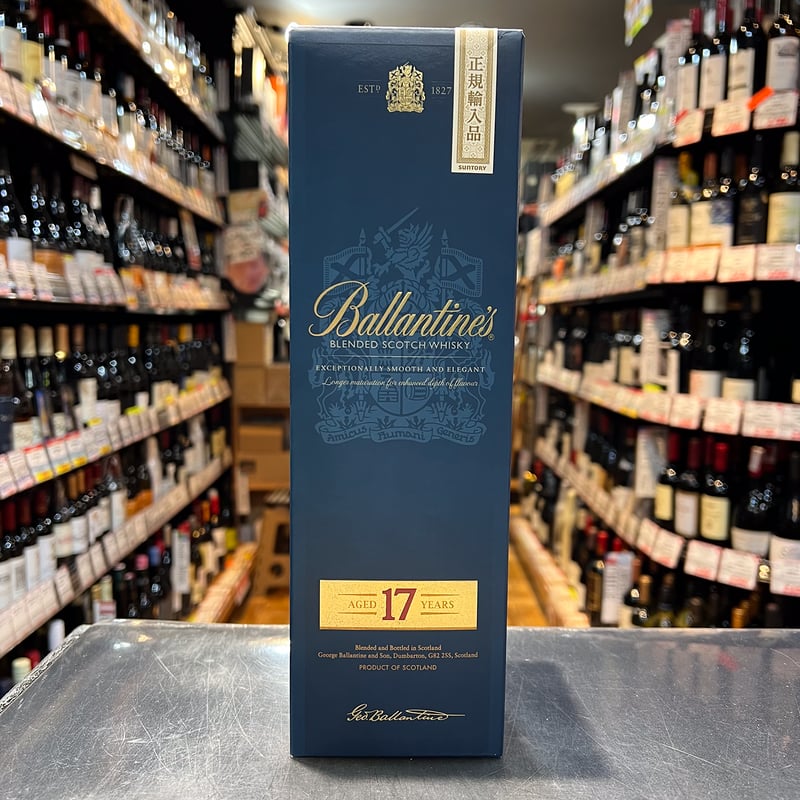 ESTD 1827
正規輸入品
SUNTORY
Ballantine's
BLENDED SCOTCH WHISKY
EXCEPTIONALLY SMOOTH AND ELEGANT
Longer maturation for enhanced depth of flavour
Amicus Humani Generis
AGED 17 YEARS
Blended and Bottled in Scotland
George Ballantine and Son, Dumbarton, G82 2SS, Scotland
PRODUCT OF SCOTLAND
Geo. Ballantine